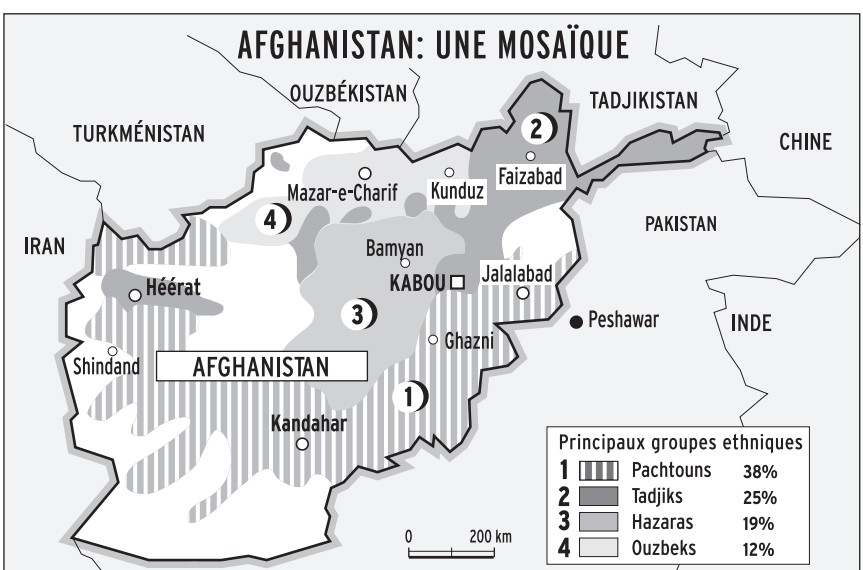 AFGHANISTAN: UNE MOSAÏQUE
OUZBÉKISTAN
TADJIKISTAN
TURKMÉNISTAN
CHINE
2
Mazar-e-Charif
Kunduz
Faizabad
4
PAKISTAN
IRAN
Bamyan
KABOU
Jalalabad
Héérat
3
Peshawar
INDE
Ghazni
Shindand
AFGHANISTAN
1
Kandahar
Principaux groupes ethniques
1 Pachtouns 38%
2 Tadjiks 25%
3 Hazaras 19%
4 Ouzbeks 12%
0 200 km